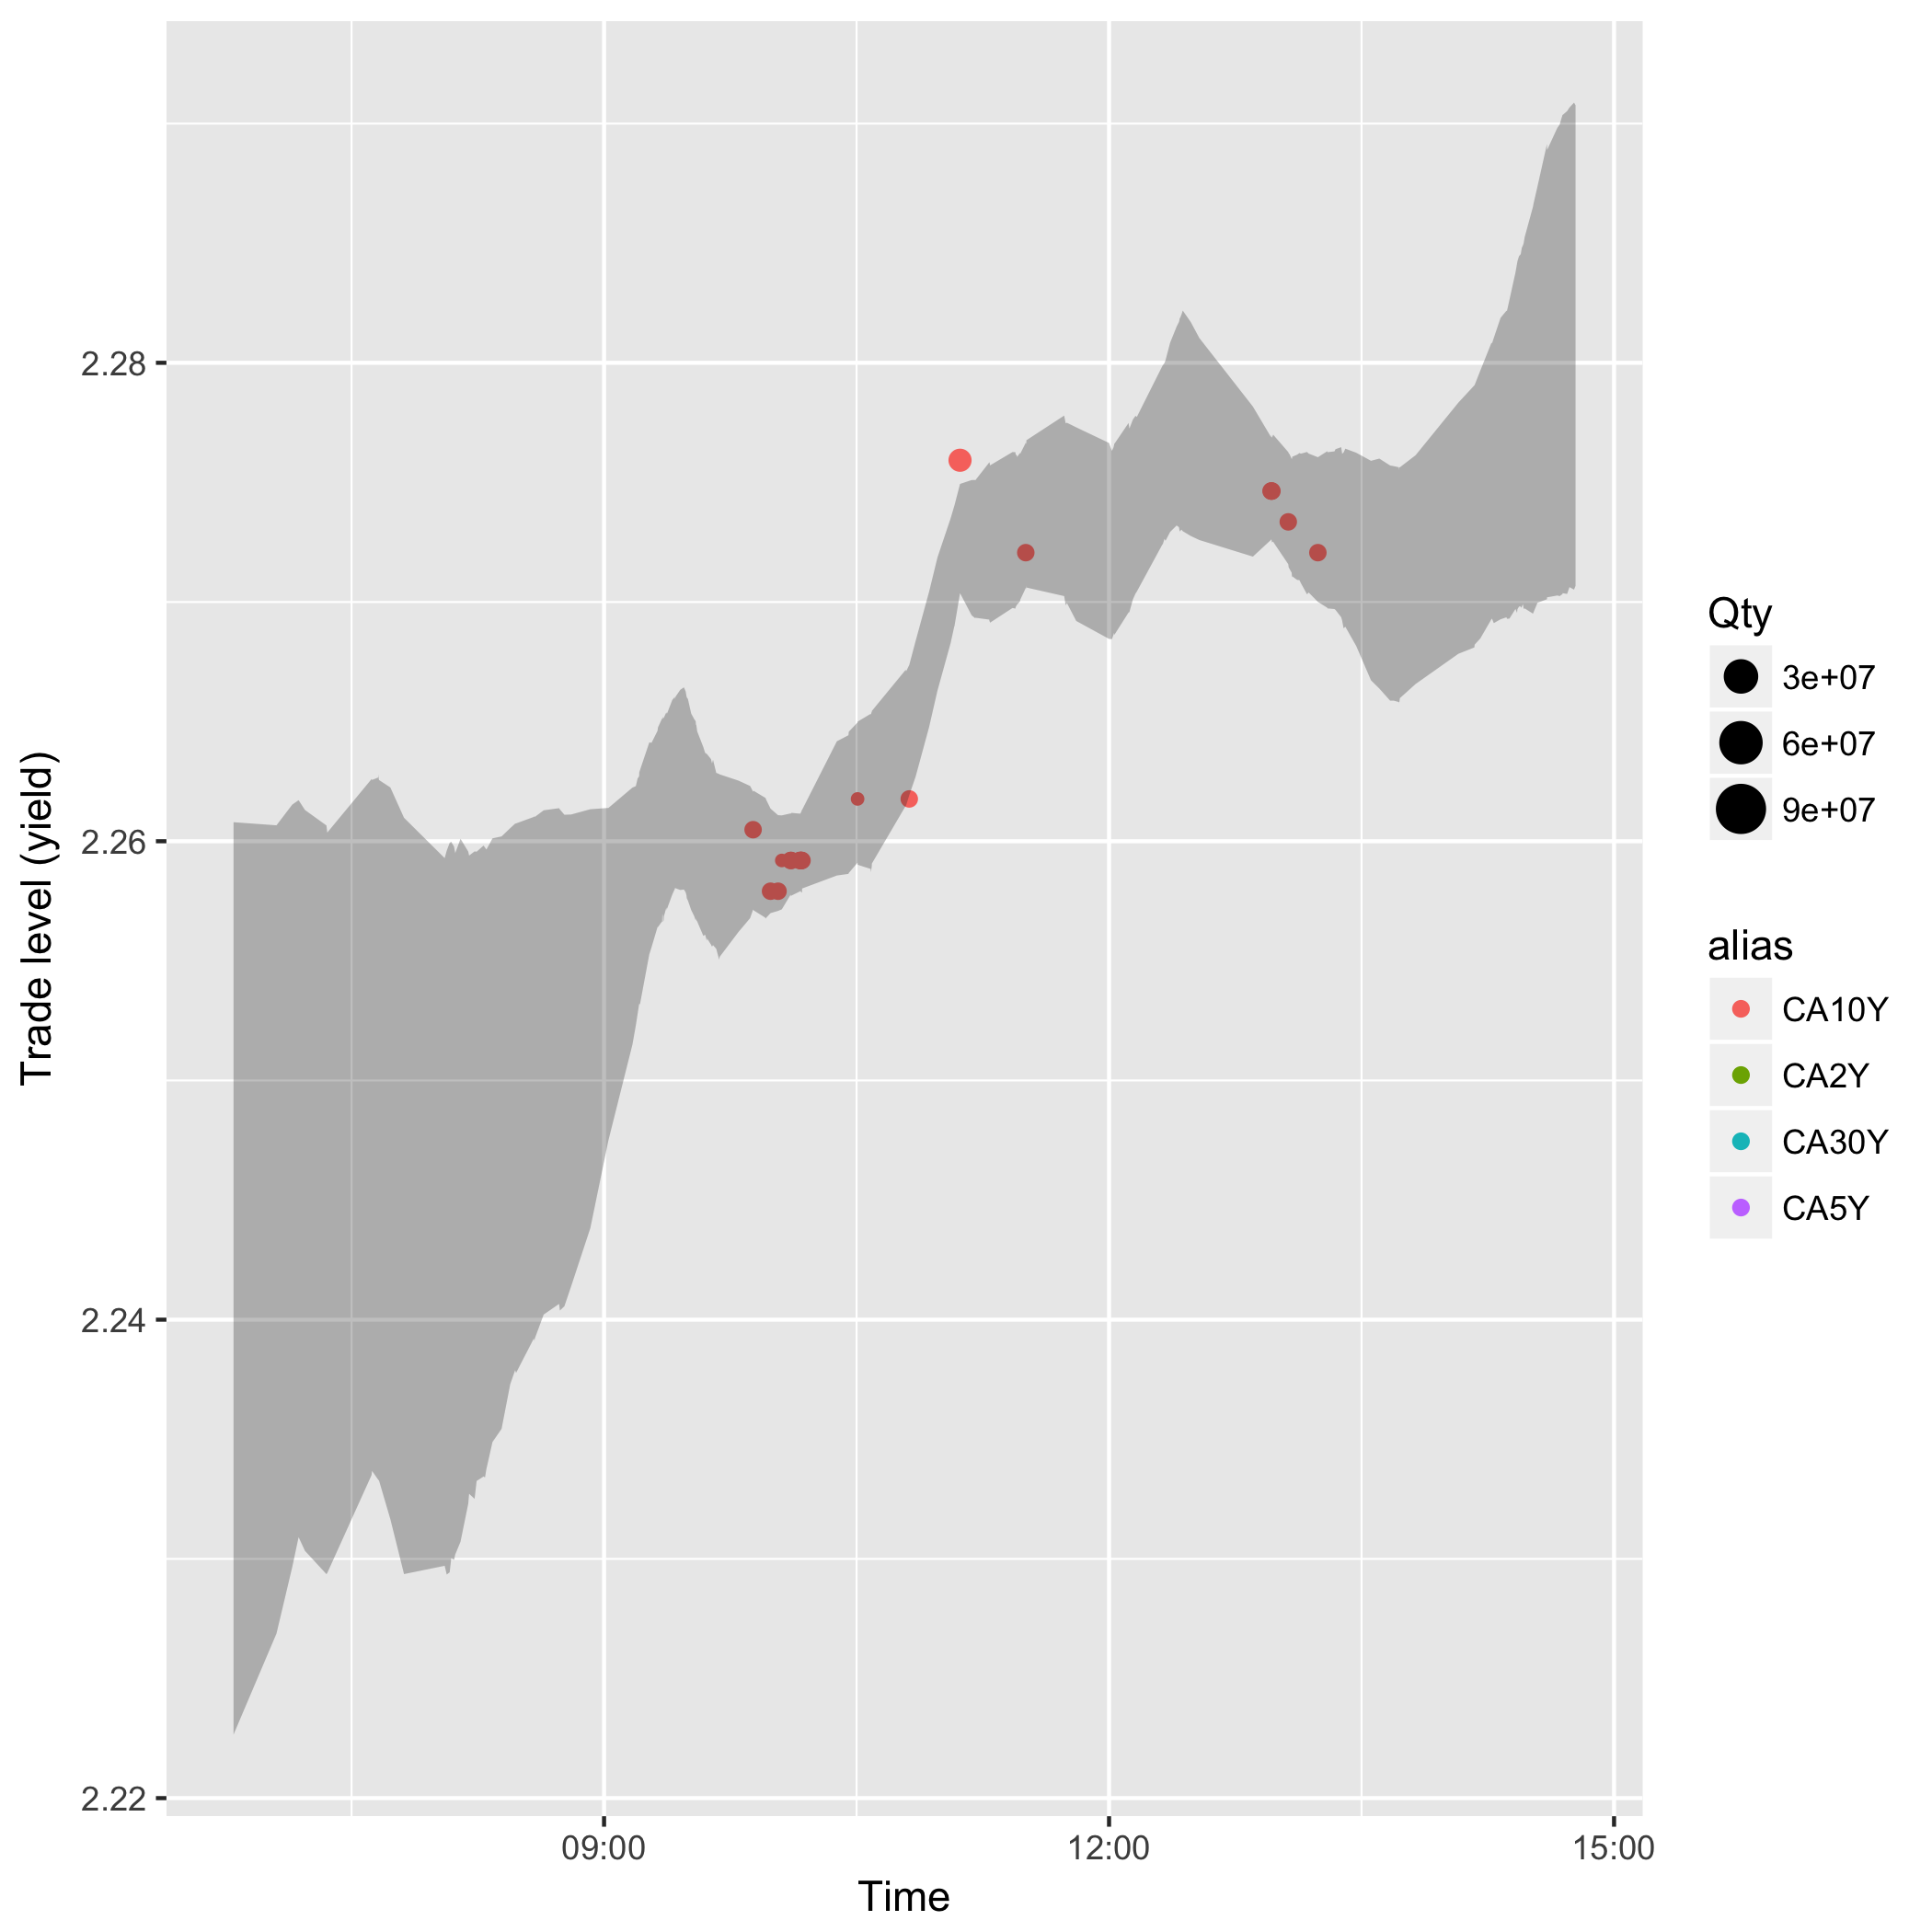 2.28
2.26
2.24
2.22
Trade level (yield)
09:00
12:00
15:00
Time
Qty
3e+07
6e+07
9e+07
alias
CA10Y
CA2Y
CA30Y
CA5Y